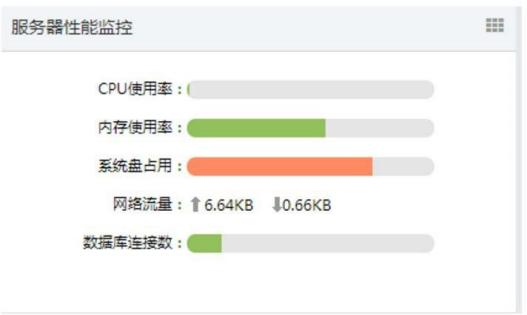 服务器性能监控
CPU使用率：
内存使用率：
系统盘占用：
网络流量：6.64KB 0.66KB
数据库连接数：